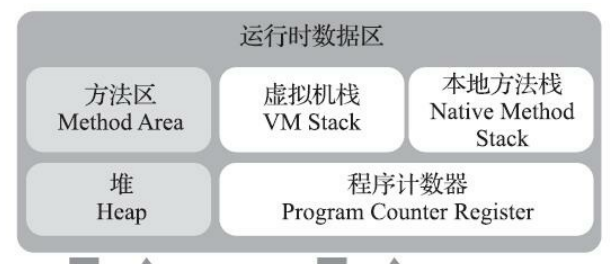 运行时数据区
方法区
Method Area
虚拟机栈
VM Stack
本地方法栈
Native Method
Stack
堆
Heap
程序计数器
Program Counter Register